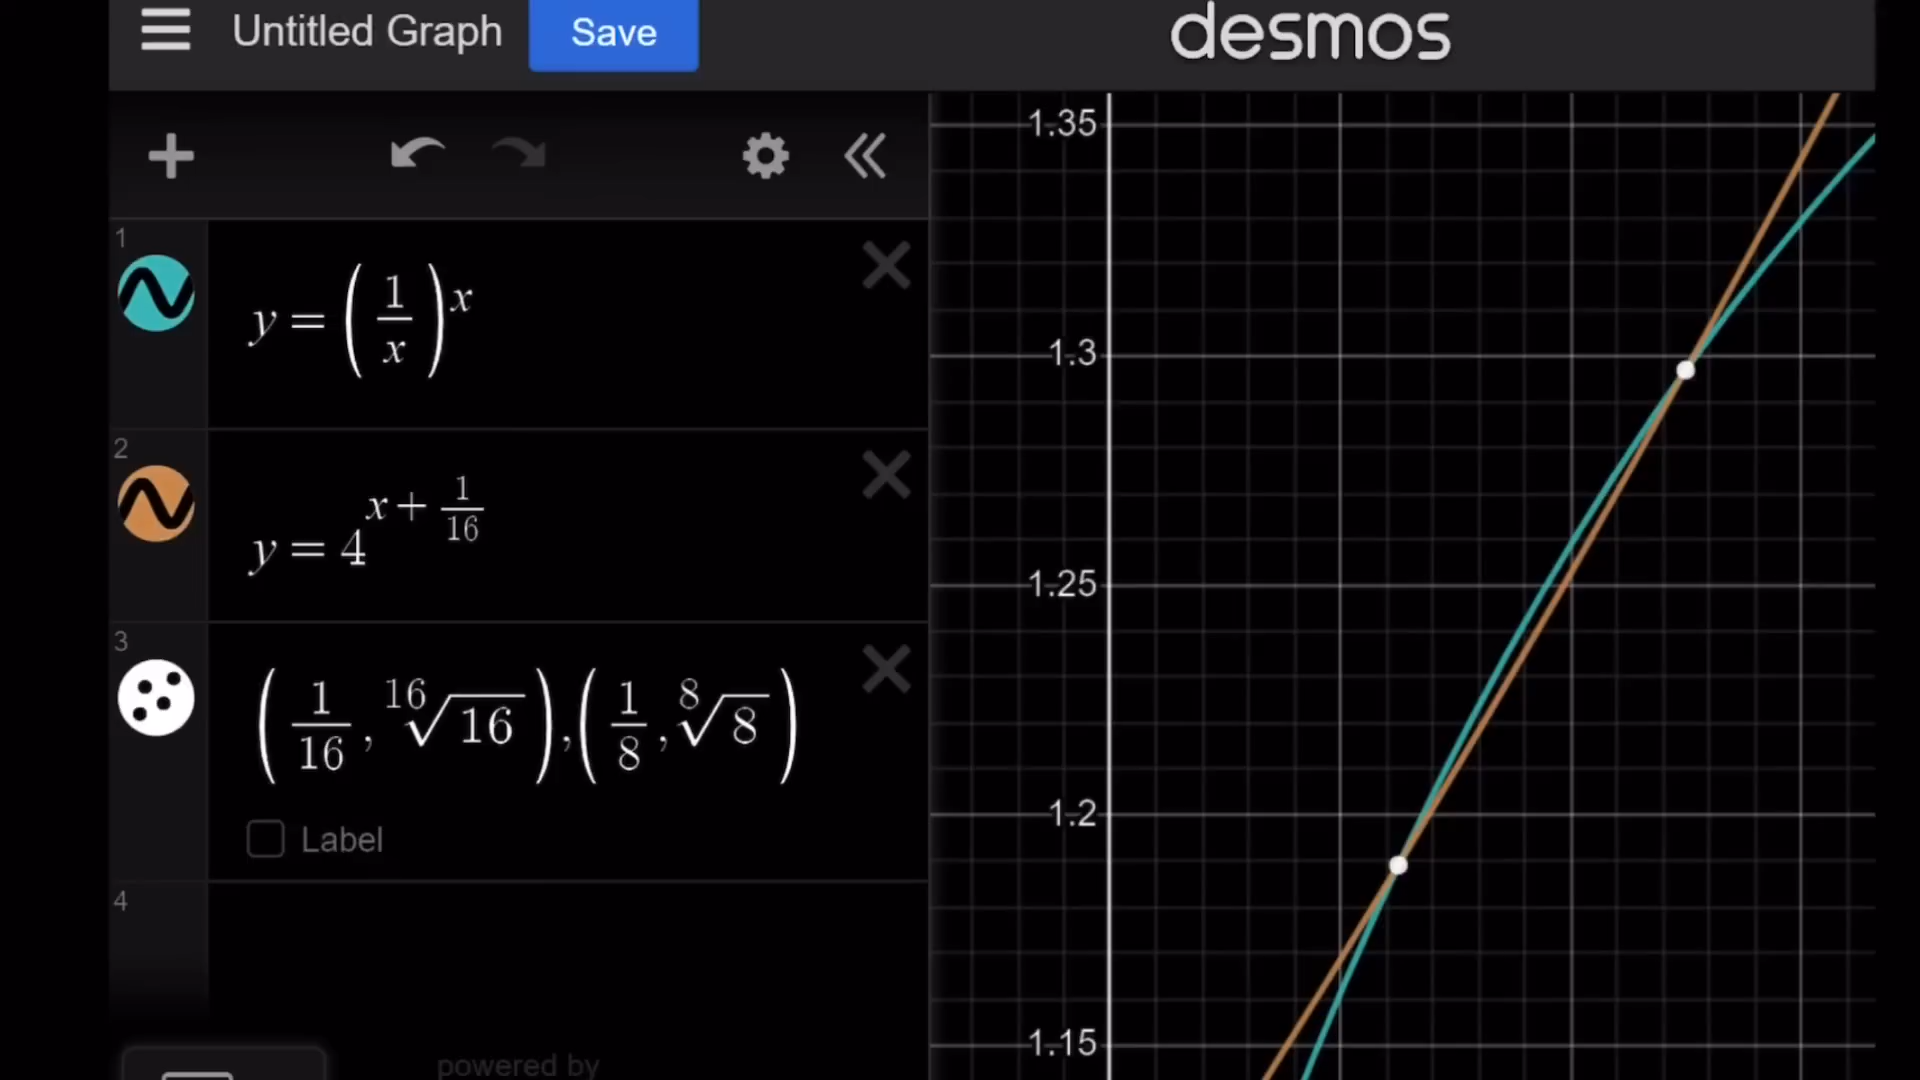 Untitled Graph Save desmos
1
y = (1/x)^x
2
y = 4^(x + 1/16)
3
(1/16, ¹⁶√16), (1/8, ⁸√8)
Label
4
powered by
1.35
1.3
1.25
1.2
1.15